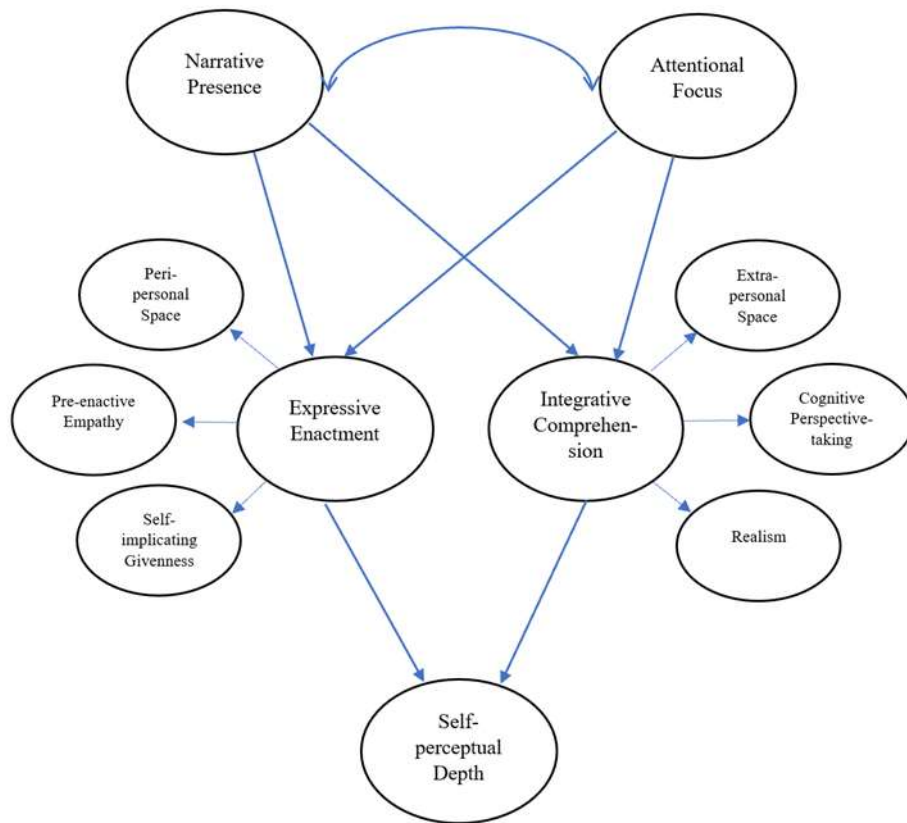 Narrative
Presence
Attentional
Focus
Peri-
personal
Space
Extra-
personal
Space
Pre-enactive
Empathy
Expressive
Enactment
Integrative
Comprehen-
sion
Cognitive
Perspective-
taking
Self-
implicating
Givenness
Realism
Self-
perceptual
Depth